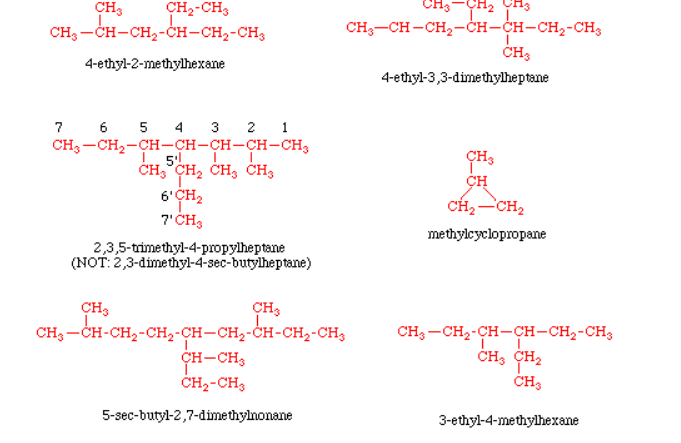 CH3 CH2—CH3
CH3—CH—CH2—CH—CH2—CH3
4-ethyl-2-methylhexane
CH3—CH2 CH3
CH3—CH—CH2—CH—CH—CH2—CH3
CH3
4-ethyl-3,3-dimethylheptane
7 6 5 4 3 2 1
CH3—CH2—CH—CH—CH—CH—CH3
CH3 5'CH2 CH3 CH3
6'CH2
7'CH3
2,3,5-trimethyl-4-propylheptane
(NOT: 2,3-dimethyl-4-sec-butylheptane)
CH3
CH
CH2—CH2
methylcyclopropane
CH3 CH3
CH3—CH—CH2—CH2—CH—CH2—CH—CH2—CH3
CH—CH3
CH2—CH3
5-sec-butyl-2,7-dimethylnonane
CH3—CH2—CH—CH—CH2—CH3
CH3 CH2
CH3
3-ethyl-4-methylhexane